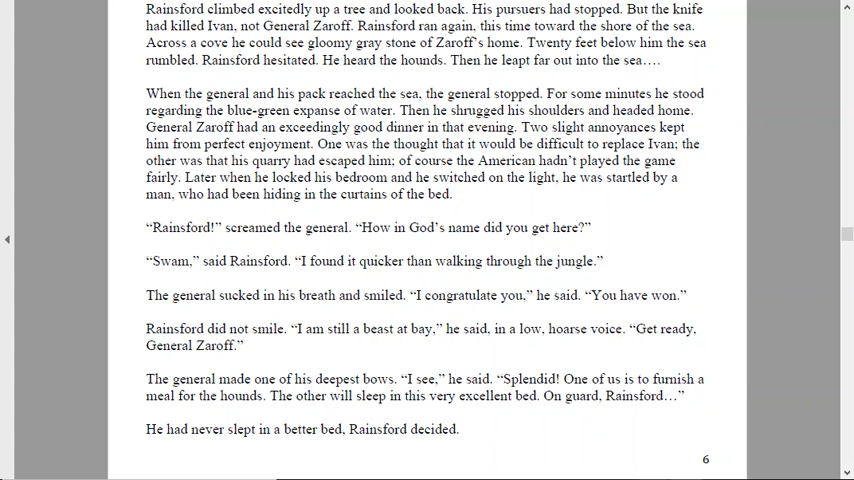 Rainsford climbed excitedly up a tree and looked back. His pursuers had stopped. But the knife
had killed Ivan, not General Zaroff. Rainsford ran again, this time toward the shore of the sea.
Across a cove he could see gloomy gray stone of Zaroff’s home. Twenty feet below him the sea
rumbled. Rainsford hesitated. He heard the hounds. Then he leapt far out into the sea….
When the general and his pack reached the sea, the general stopped. For some minutes he stood
regarding the blue-green expanse of water. Then he shrugged his shoulders and headed home.
General Zaroff had an exceedingly good dinner in that evening. Two slight annoyances kept
him from perfect enjoyment. One was the thought that it would be difficult to replace Ivan; the
other was that his quarry had escaped him; of course the American hadn’t played the game
fairly. Later when he locked his bedroom and he switched on the light, he was startled by a
man, who had been hiding in the curtains of the bed.
“Rainsford!” screamed the general. “How in God’s name did you get here?”
“Swam,” said Rainsford. “I found it quicker than walking through the jungle.”
The general sucked in his breath and smiled. “I congratulate you,” he said. “You have won.”
Rainsford did not smile. “I am still a beast at bay,” he said, in a low, hoarse voice. “Get ready,
General Zaroff.”
The general made one of his deepest bows. “I see,” he said. “Splendid! One of us is to furnish a
meal for the hounds. The other will sleep in this very excellent bed. On guard, Rainsford…”
He had never slept in a better bed, Rainsford decided.
6